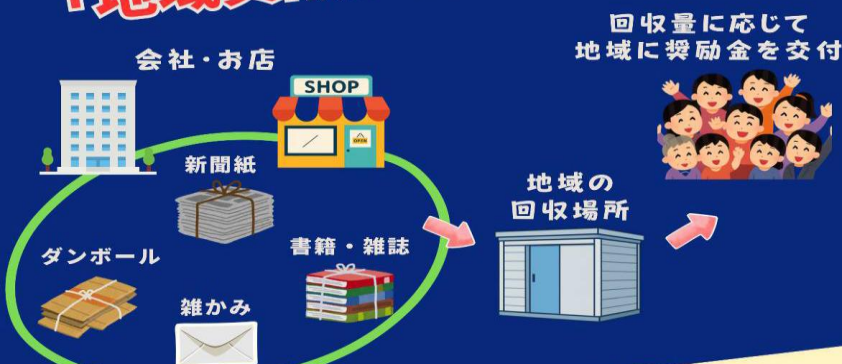 会社・お店
SHOP
OPEN
新聞紙
ダンボール
書籍・雑誌
雑かみ
地域の
回収場所
回収量に応じて
地域に奨励金を交付